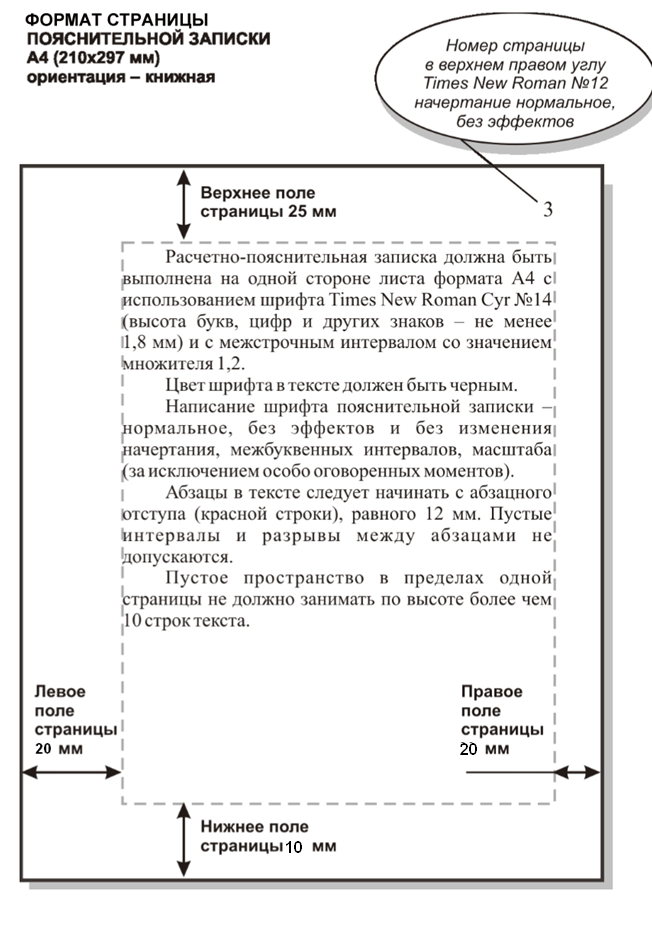 ФОРМАТ СТРАНИЦЫ
ПОЯСНИТЕЛЬНОЙ ЗАПИСКИ
А4 (210х297 мм)
ориентация – книжная
Номер страницы
в верхнем правом углу
Times New Roman №12
начертание нормальное,
без эффектов
Верхнее поле
страницы 25 мм
3
Расчетно-пояснительная записка должна быть
выполнена на одной стороне листа формата А4 с
использованием шрифта Times New Roman Cyr №14
(высота букв, цифр и других знаков – не менее
1,8 мм) и с межстрочным интервалом со значением
множителя 1,2.
Цвет шрифта в тексте должен быть черным.
Написание шрифта пояснительной записки –
нормальное, без эффектов и без изменения
начертания, межбуквенных интервалов, масштаба
(за исключением особо оговоренных моментов).
Абзацы в тексте следует начинать с абзацного
отступа (красной строки), равного 12 мм. Пустые
интервалы и разрывы между абзацами не
допускаются.
Пустое пространство в пределах одной
страницы не должно занимать по высоте более чем
10 строк текста.
Левое
поле
страницы
20 мм
Правое
поле
страницы
20 мм
Нижнее поле
страницы10 мм